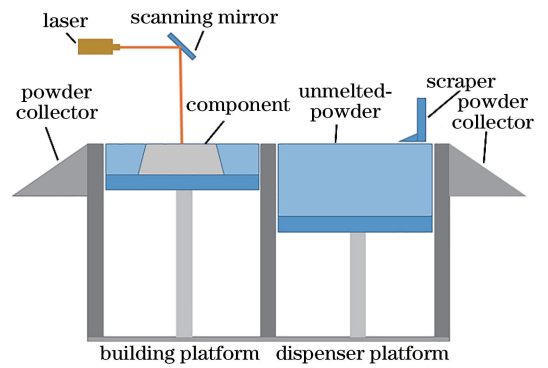 laser
scanning mirror
powder
collector
component
unmelted-
powder
scraper
powder
collector
building platform
dispenser platform